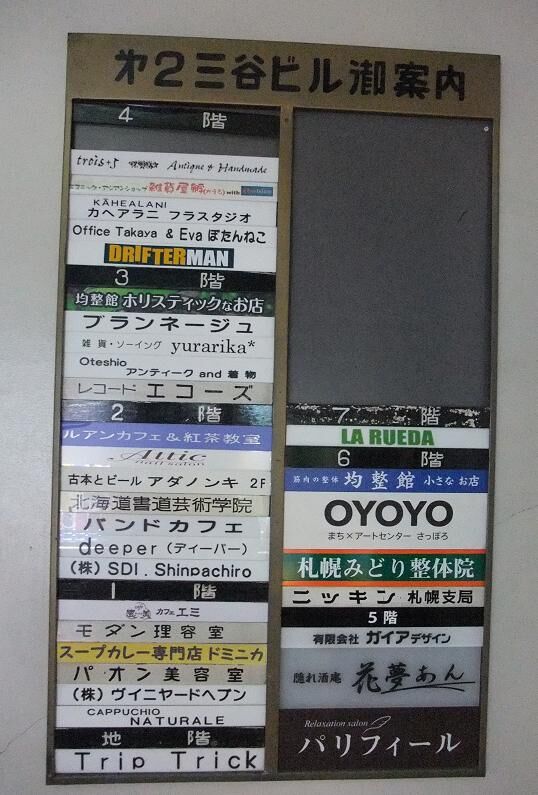 オ2三谷ビル御案内
4 階
trois+5 Antique & Handmade
雑貨屋 with
KĀHEALANI
カヘアラニ フラスタジオ
Office Takaya & Eva ぼたんねこ
DRIFTERMAN
3 階
均整館 ホリスティックなお店
ブランネージュ
雑貨・ソーイング yurarika*
Oteshio
アンティーク and 着物
レコード エコーズ
2 階
ルアンカフェ&紅茶教室
Attic
nail salon
古本とビール アダノンキ 2F
北海道書道芸術学院
バンドカフェ
deeper (ディーパー)
(株) SDI. Shinpachiro
1 階
カフェ エミ
モダン理容室
スープカレー専門店 ドミニカ
パオン美容室
(株) ヴィニヤードヘブン
CAPPUCHIO
NATURALE
地 階
Trip Trick
7 階
LA RUEDA
6 階
筋肉の整体 均整館 小さなお店
OYOYO
まち×アートセンター さっぽろ
札幌みどり整体院
ニッキン 札幌支局
5階
有限会社 ガイアデザイン
隠れ酒庵 花夢あん
Relaxation salon
パリフィール